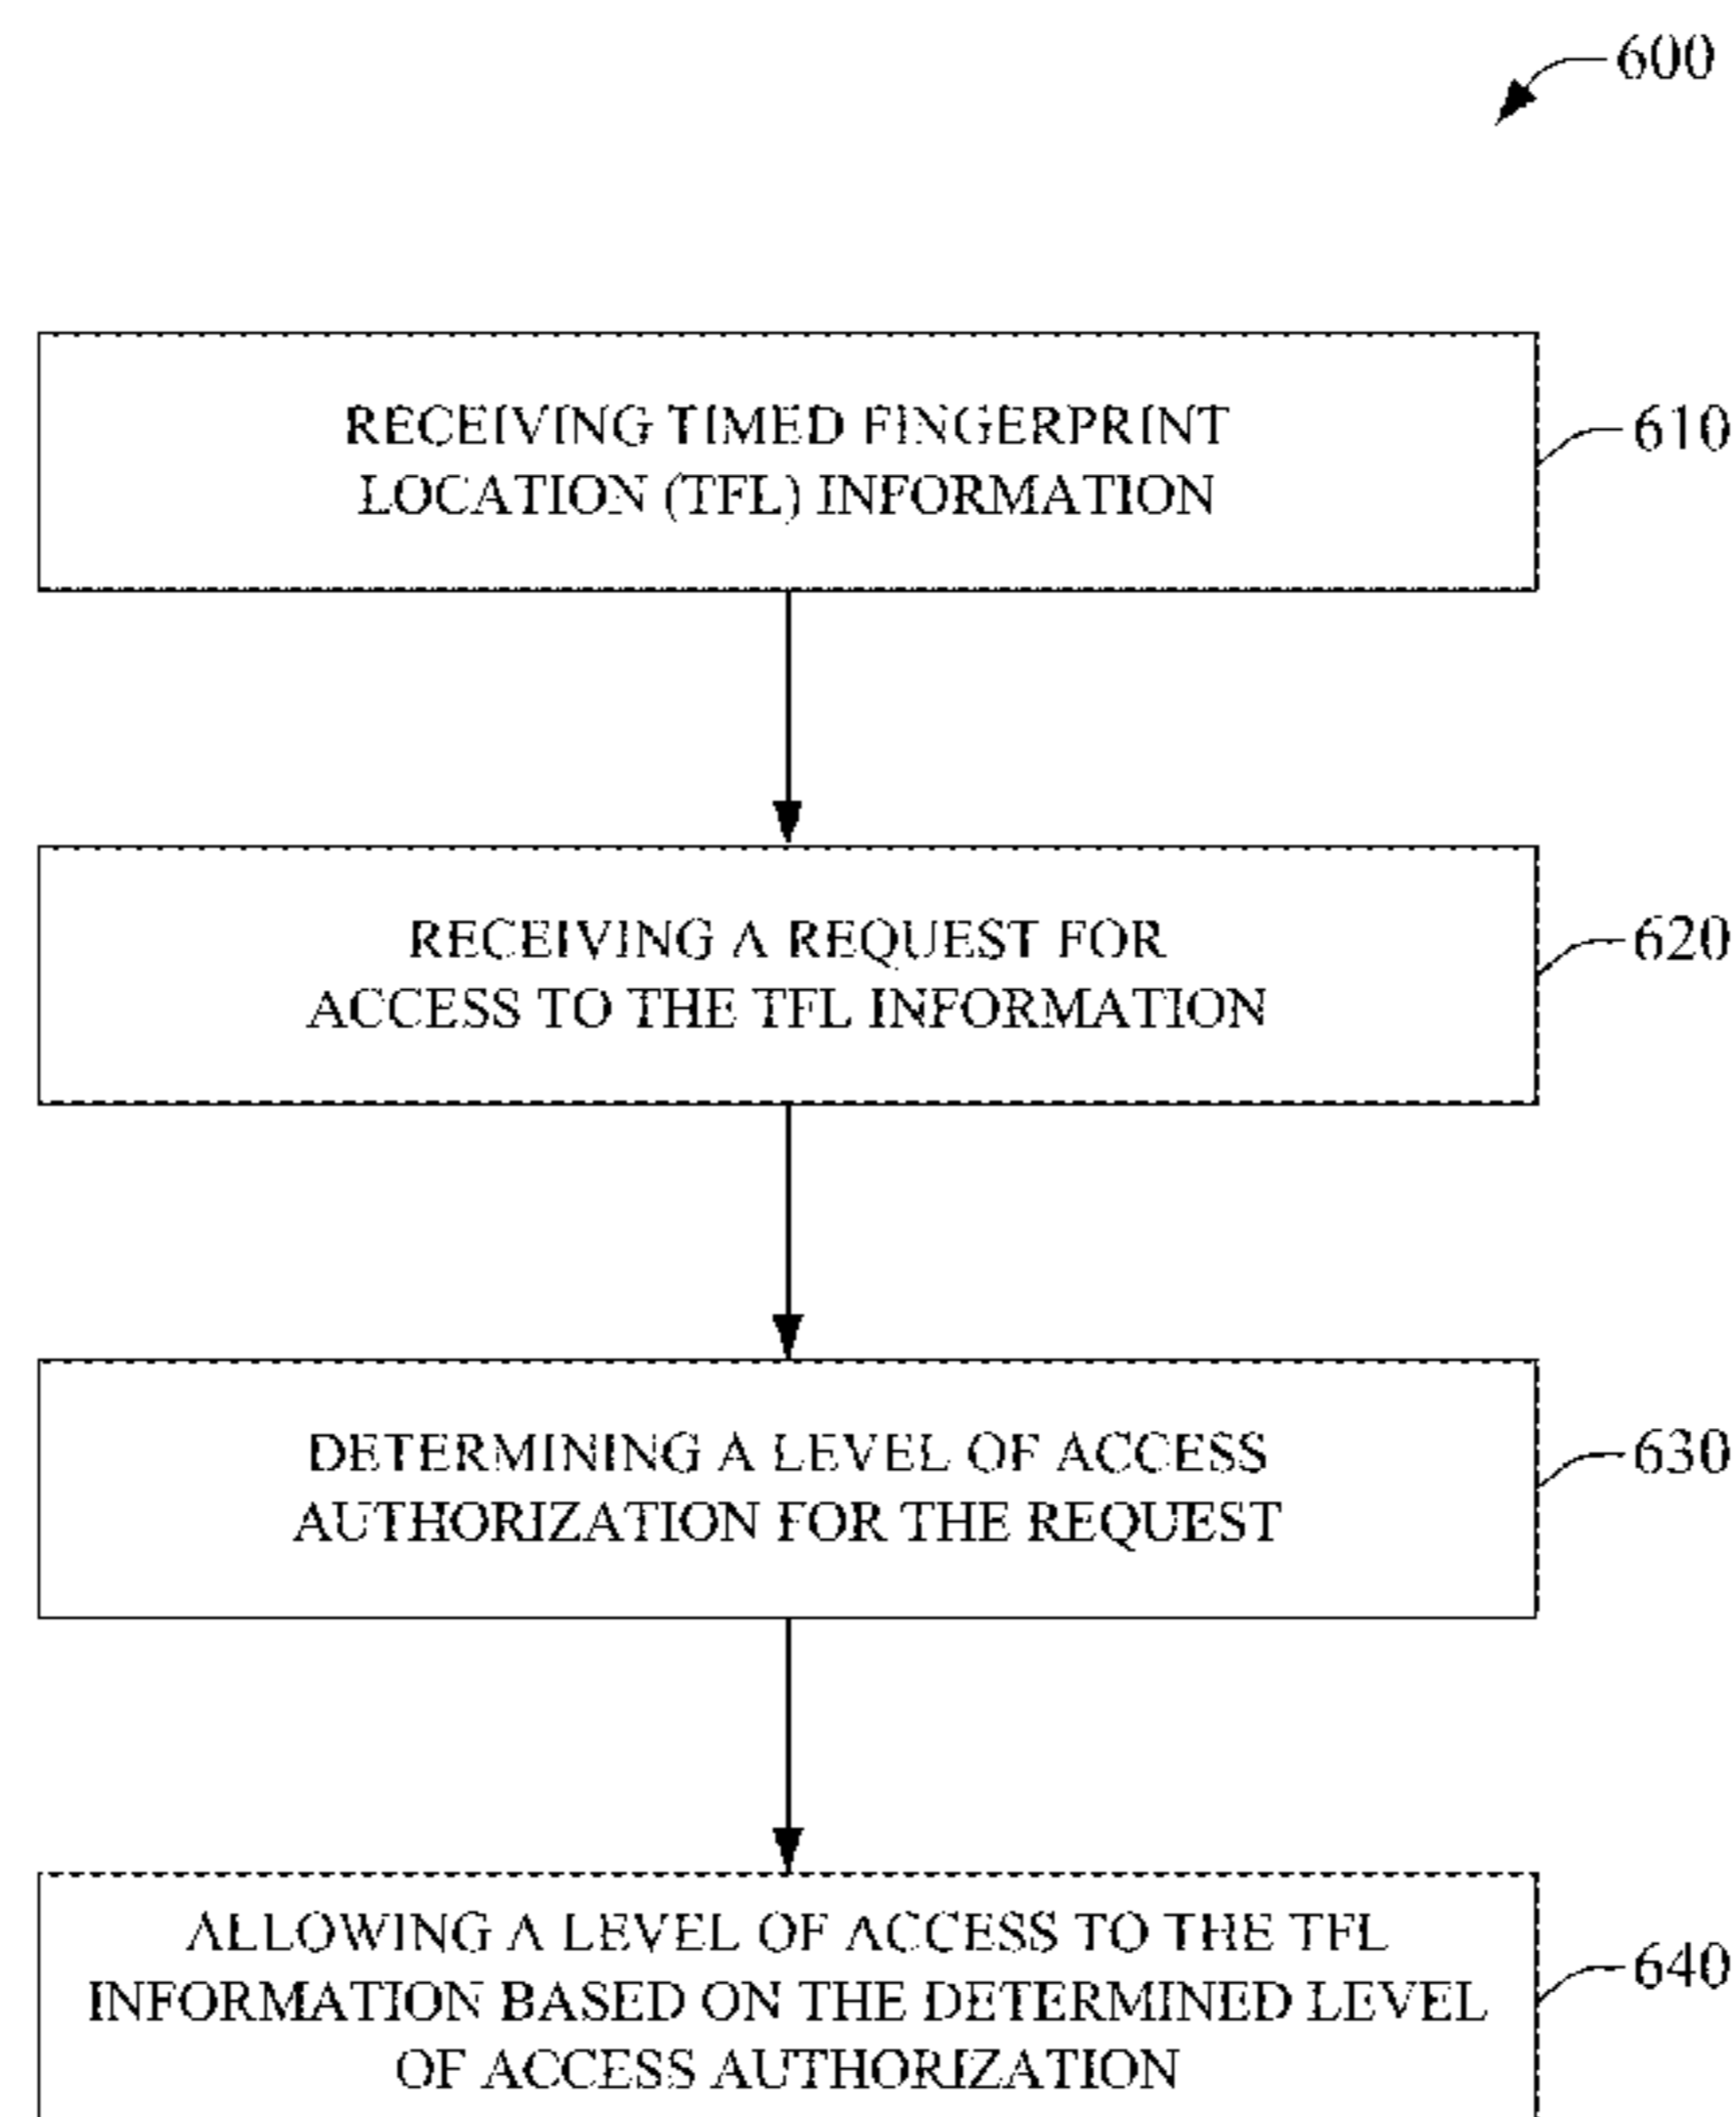 600
RECEIVING TIMED FINGERPRINT
LOCATION (TFL) INFORMATION
610
RECEIVING A REQUEST FOR
ACCESS TO THE TFL INFORMATION
620
DETERMINING A LEVEL OF ACCESS
AUTHORIZATION FOR THE REQUEST
630
ALLOWING A LEVEL OF ACCESS TO THE TFL
INFORMATION BASED ON THE DETERMINED LEVEL
OF ACCESS AUTHORIZATION
640